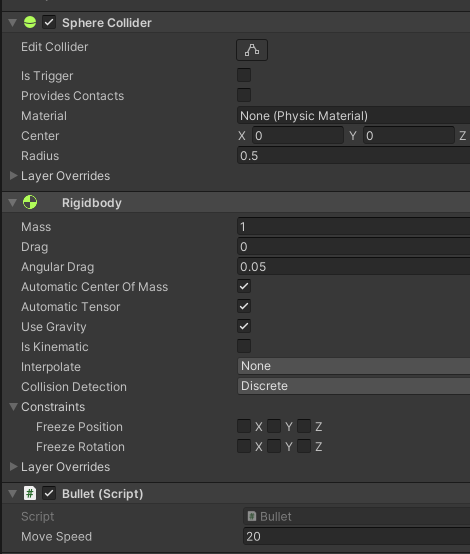 Sphere Collider
Edit Collider
Is Trigger
Provides Contacts
Material None (Physic Material)
Center X 0 Y 0 Z
Radius 0.5
Layer Overrides
Rigidbody
Mass 1
Drag 0
Angular Drag 0.05
Automatic Center Of Mass
Automatic Tensor
Use Gravity
Is Kinematic
Interpolate None
Collision Detection Discrete
Constraints
Freeze Position X Y Z
Freeze Rotation X Y Z
Layer Overrides
# Bullet (Script)
Script # Bullet
Move Speed 20